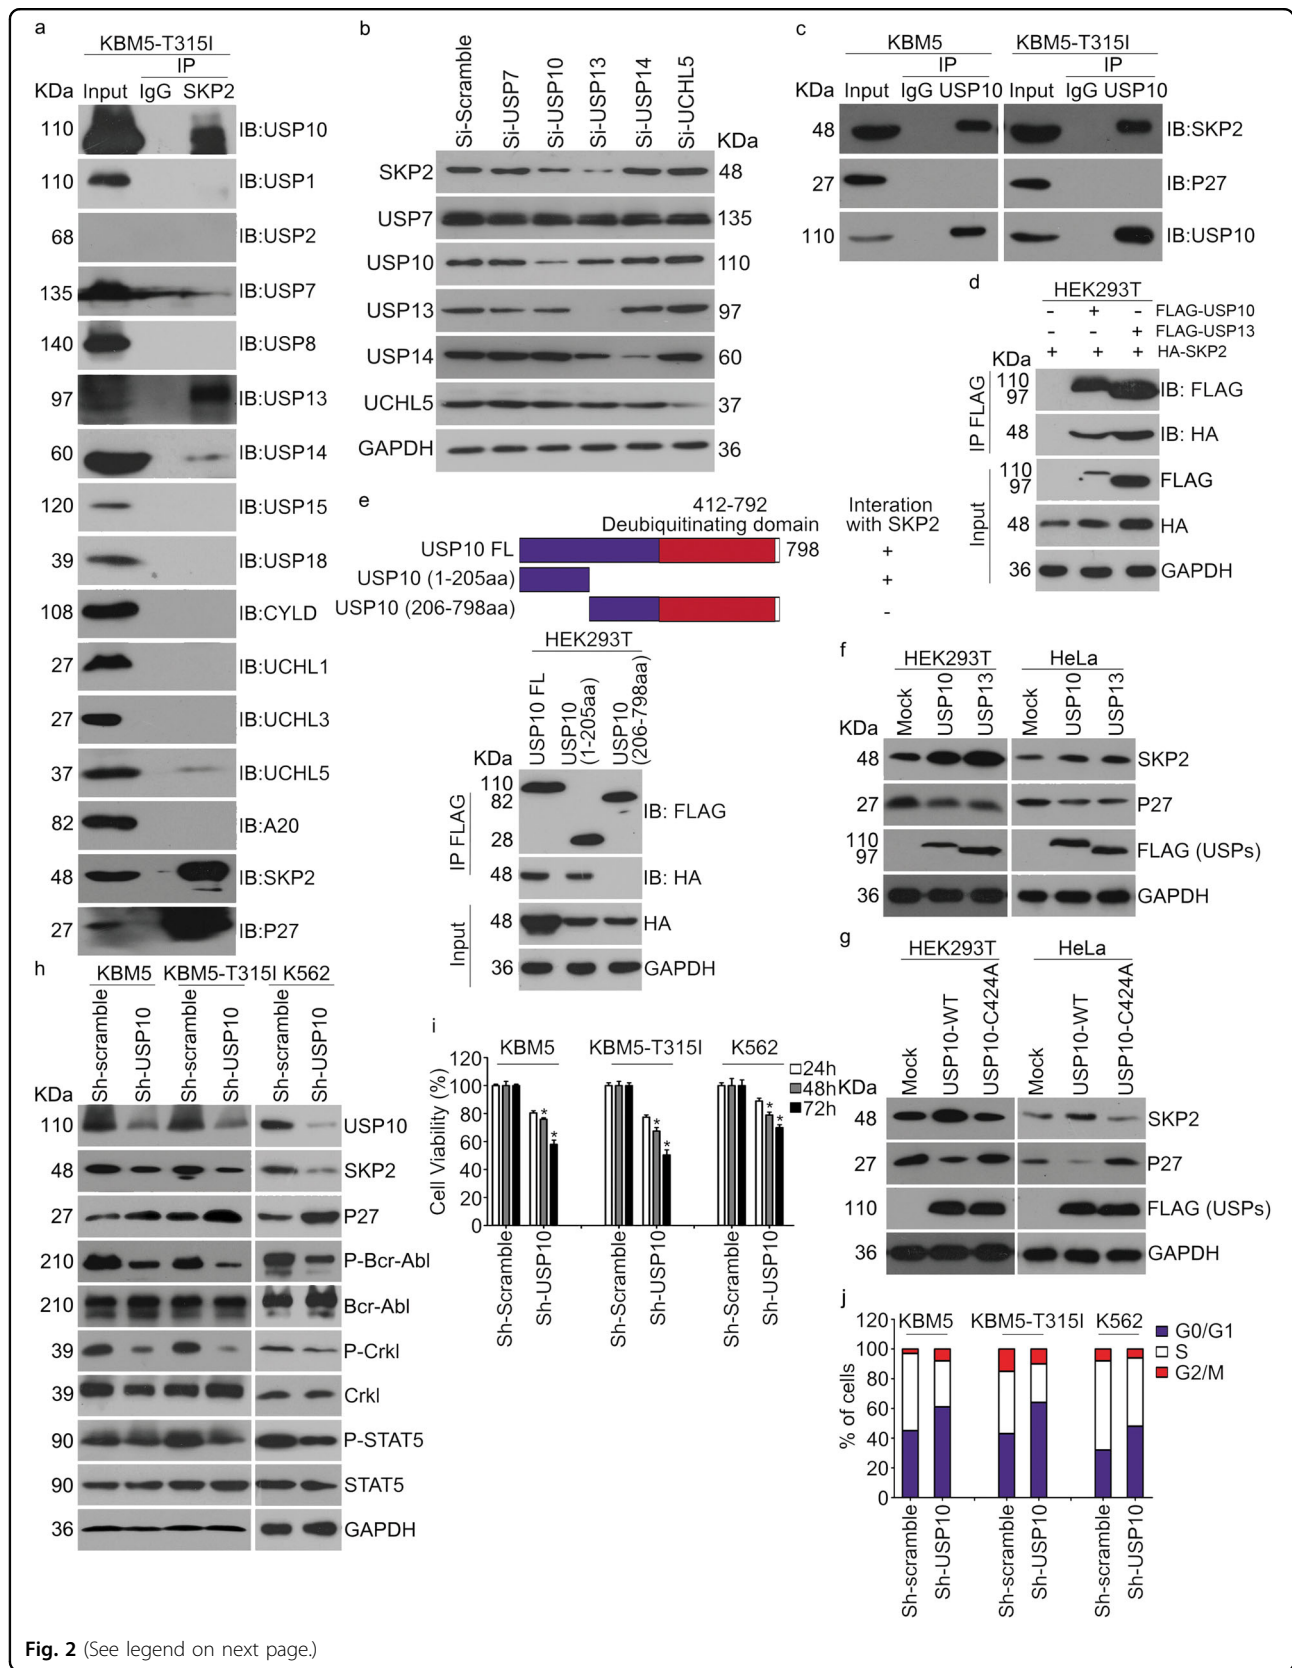 a
KBM5-T315I
IP
KDa Input IgG SKP2
110 IB:USP10
110 IB:USP1
68 IB:USP2
135 IB:USP7
140 IB:USP8
97 IB:USP13
60 IB:USP14
120 IB:USP15
39 IB:USP18
108 IB:CYLD
27 IB:UCHL1
27 IB:UCHL3
37 IB:UCHL5
82 IB:A20
48 IB:SKP2
27 IB:P27
b
Si-Scramble
Si-USP7
Si-USP10
Si-USP13
Si-USP14
Si-UCHL5
KDa
SKP2 48
USP7 135
USP10 110
USP13 97
USP14 60
UCHL5 37
GAPDH 36
c
KBM5 KBM5-T315I
IP IP
KDa Input IgG USP10 Input IgG USP10
48 IB:SKP2
27 IB:P27
110 IB:USP10
d
HEK293T
- + - FLAG-USP10
- - + FLAG-USP13
+ + + HA-SKP2
KDa
IP FLAG
110
97 IB: FLAG
48 IB: HA
Input
110
97 FLAG
48 HA
36 GAPDH
e
412-792
Deubiquitinating domain
Interation
with SKP2
USP10 FL 798 +
USP10 (1-205aa) +
USP10 (206-798aa) -
HEK293T
USP10 FL
USP10
(1-205aa)
USP10
(206-798aa)
KDa
IP FLAG
110
82
28
IB: FLAG
48 IB: HA
Input
48 HA
36 GAPDH
f
HEK293T HeLa
Mock
USP10
USP13
Mock
USP10
USP13
KDa
48 SKP2
27 P27
110
97 FLAG (USPs)
36 GAPDH
g
HEK293T HeLa
Mock
USP10-WT
USP10-C424A
Mock
USP10-WT
USP10-C424A
KDa
48 SKP2
27 P27
110 FLAG (USPs)
36 GAPDH
h
KBM5 KBM5-T315I K562
Sh-scramble
Sh-USP10
Sh-scramble
Sh-USP10
Sh-scramble
Sh-USP10
KDa
110 USP10
48 SKP2
27 P27
210 P-Bcr-Abl
210 Bcr-Abl
39 P-Crkl
39 Crkl
90 P-STAT5
90 STAT5
36 GAPDH
i
KBM5 KBM5-T315I K562
24h
48h
72h
Cell Viability (%)
120
100
80
60
40
20
0
* * * * * *
Sh-Scramble
Sh-USP10
Sh-Scramble
Sh-USP10
Sh-Scramble
Sh-USP10
j
KBM5 KBM5-T315I K562
G0/G1
S
G2/M
% of cells
120
100
80
60
40
20
0
Sh-scramble
Sh-USP10
Sh-scramble
Sh-USP10
Sh-scramble
Sh-USP10
Fig. 2 (See legend on next page.)